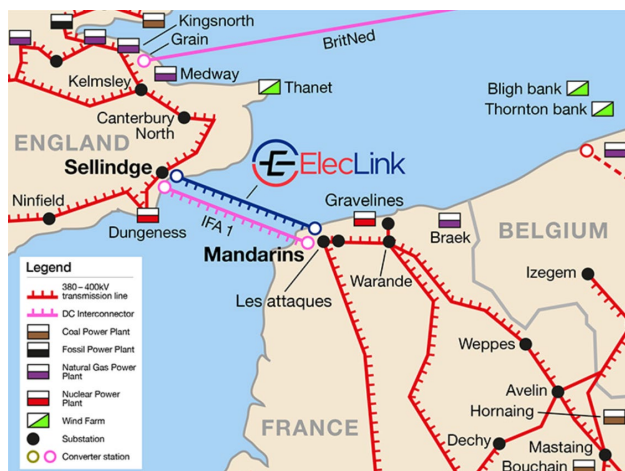 Kingsnorth
Grain
BritNed
Medway
Kelmsley
Thanet
Bligh bank
Thornton bank
Canterbury
North
ENGLAND
Sellindge
ElecLink
Ninfield
Dungeness
IFA 1
Gravelines
Braek
BELGIUM
Mandarins
Warande
Izegem
Les attaques
Legend
380–400kV
transmission line
DC Interconnector
Coal Power Plant
Fossil Power Plant
Natural Gas Power
Plant
Nuclear Power
Plant
Wind Farm
Substation
Converter station
Weppes
Avelin
Hornaing
FRANCE
Dechy
Mastaing
Bouchain